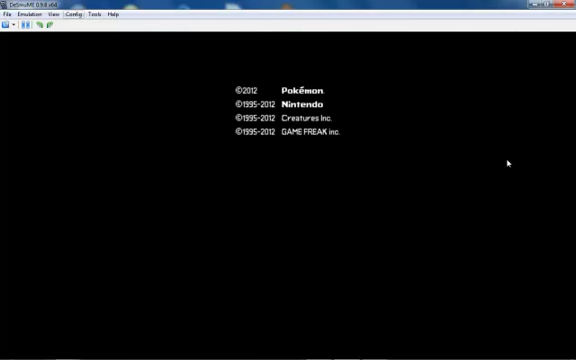 DeSmuME 0.9.8 x64
File Emulation View Config Tools Help
©2012 Pokémon.
©1995-2012 Nintendo
©1995-2012 Creatures Inc.
©1995-2012 GAME FREAK inc.